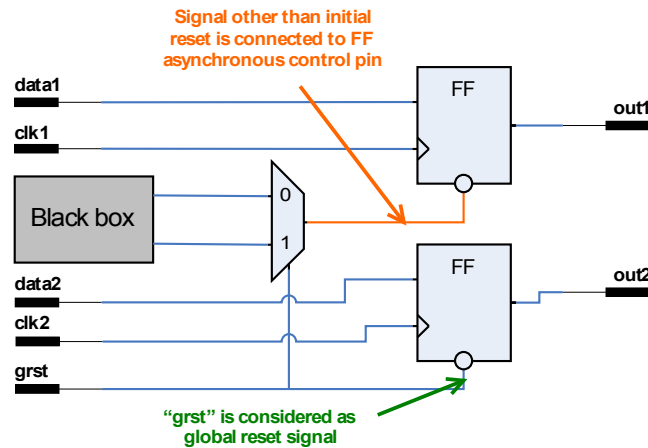 Signal other than initial
reset is connected to FF
asynchronous control pin
data1
FF
out1
clk1
0
Black box
1
FF
data2
out2
clk2
grst
“grst” is considered as
global reset signal